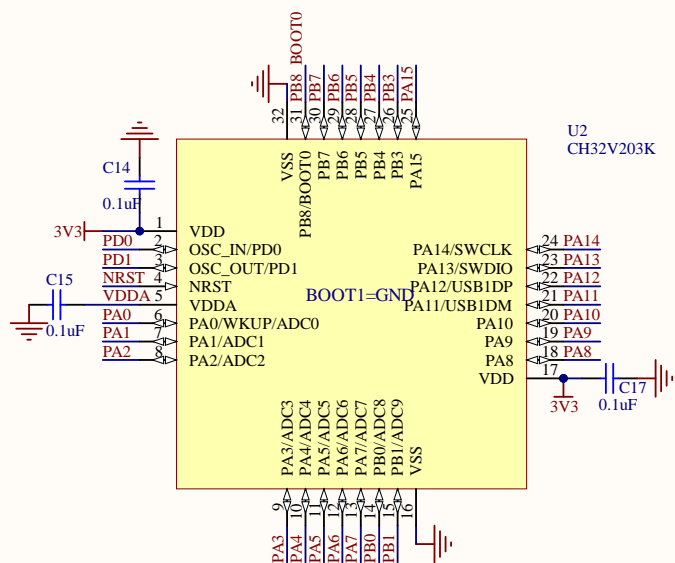 BOOT0
PB8
PB7
PB6
PB5
PB4
PB3
PA15
32
31
30
29
28
27
26
25
VSS
PB8/BOOT0
PB7
PB6
PB5
PB4
PB3
PA15
U2
CH32V203K
C14
0.1uF
3V3
1
VDD
PD0
2
OSC_IN/PD0
PD1
3
OSC_OUT/PD1
NRST
4
NRST
C15
0.1uF
VDDA
5
VDDA
PA0
6
PA0/WKUP/ADC0
PA1
7
PA1/ADC1
PA2
8
PA2/ADC2
BOOT1=GND
PA14/SWCLK
24
PA14
PA13/SWDIO
23
PA13
PA12/USB1DP
22
PA12
PA11/USB1DM
21
PA11
PA10
20
PA10
PA9
19
PA9
PA8
18
PA8
VDD
17
C17
0.1uF
3V3
PA3/ADC3
PA4/ADC4
PA5/ADC5
PA6/ADC6
PA7/ADC7
PB0/ADC8
PB1/ADC9
VSS
9
10
11
12
13
14
15
16
PA3
PA4
PA5
PA6
PA7
PB0
PB1